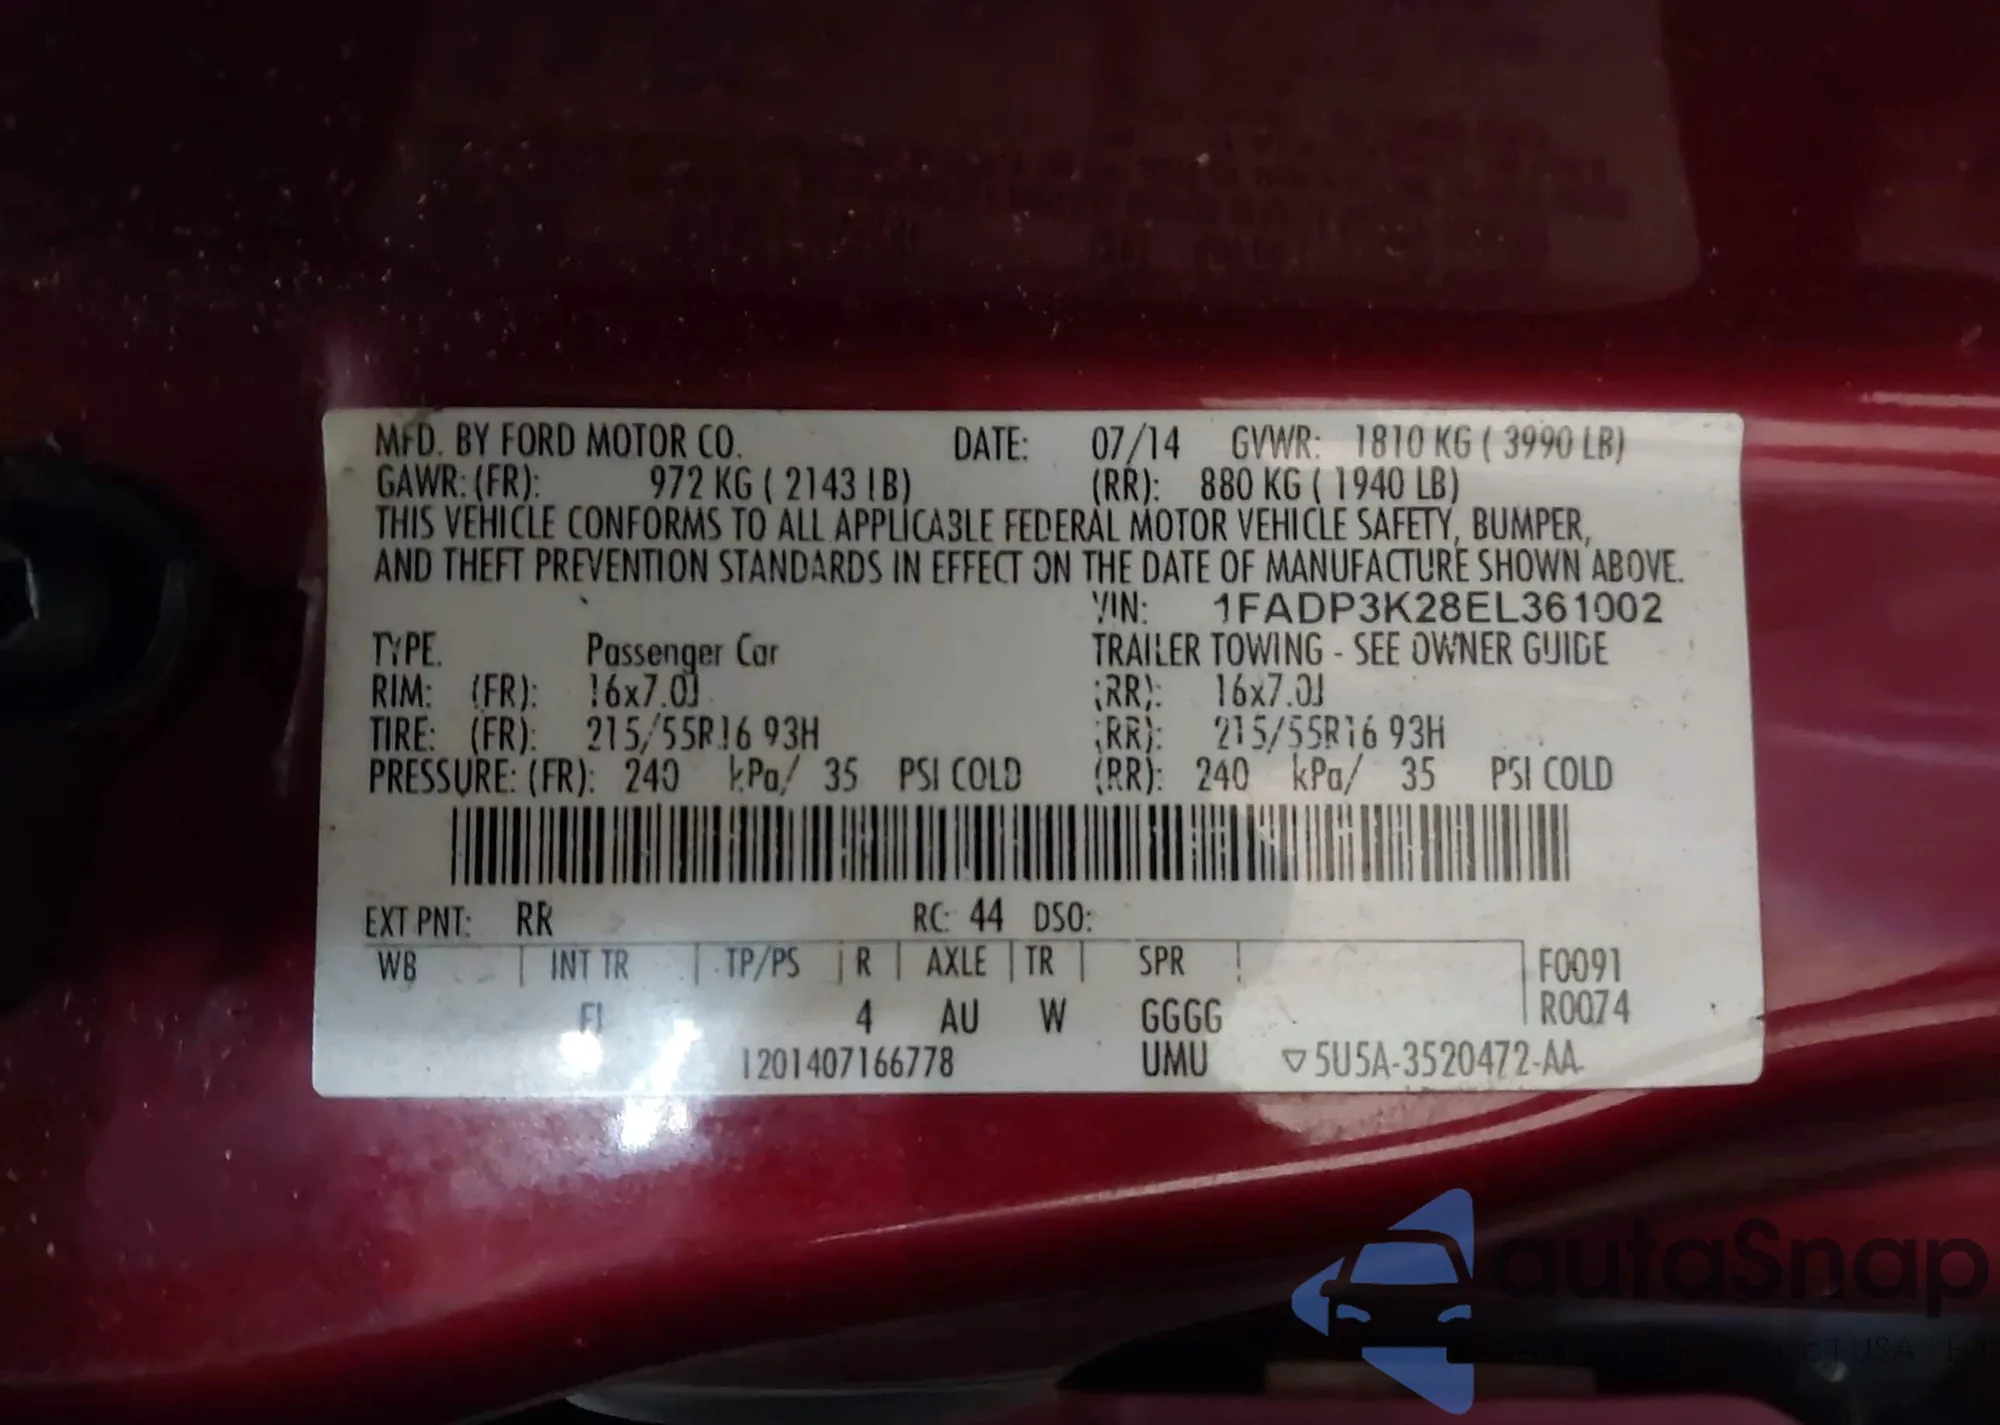 MFD. BY FORD MOTOR CO. DATE: 07/14 GVWR: 1810 KG ( 3990 LB)
GAWR: (FR): 972 KG ( 2143 LB) (RR): 880 KG ( 1940 LB)
THIS VEHICLE CONFORMS TO ALL APPLICABLE FEDERAL MOTOR VEHICLE SAFETY, BUMPER,
AND THEFT PREVENTION STANDARDS IN EFFECT ON THE DATE OF MANUFACTURE SHOWN ABOVE.
VIN: 1FADP3K28EL361002
TYPE. Passenger Car TRAILER TOWING - SEE OWNER GUIDE
RIM: (FR): 16x7.0J (RR): 16x7.0J
TIRE: (FR): 215/55R16 93H (RR): 215/55R16 93H
PRESSURE: (FR): 240 kPa/ 35 PSI COLD (RR): 240 kPa/ 35 PSI COLD
EXT PNT: RR RC: 44 DSO:
WB | INT TR | TP/PS | R | AXLE | TR | SPR | F0091
4 AU W GGGG R0074
1201407166778 UMU ▽5U5A-3520472-AA
autaSnap
USA